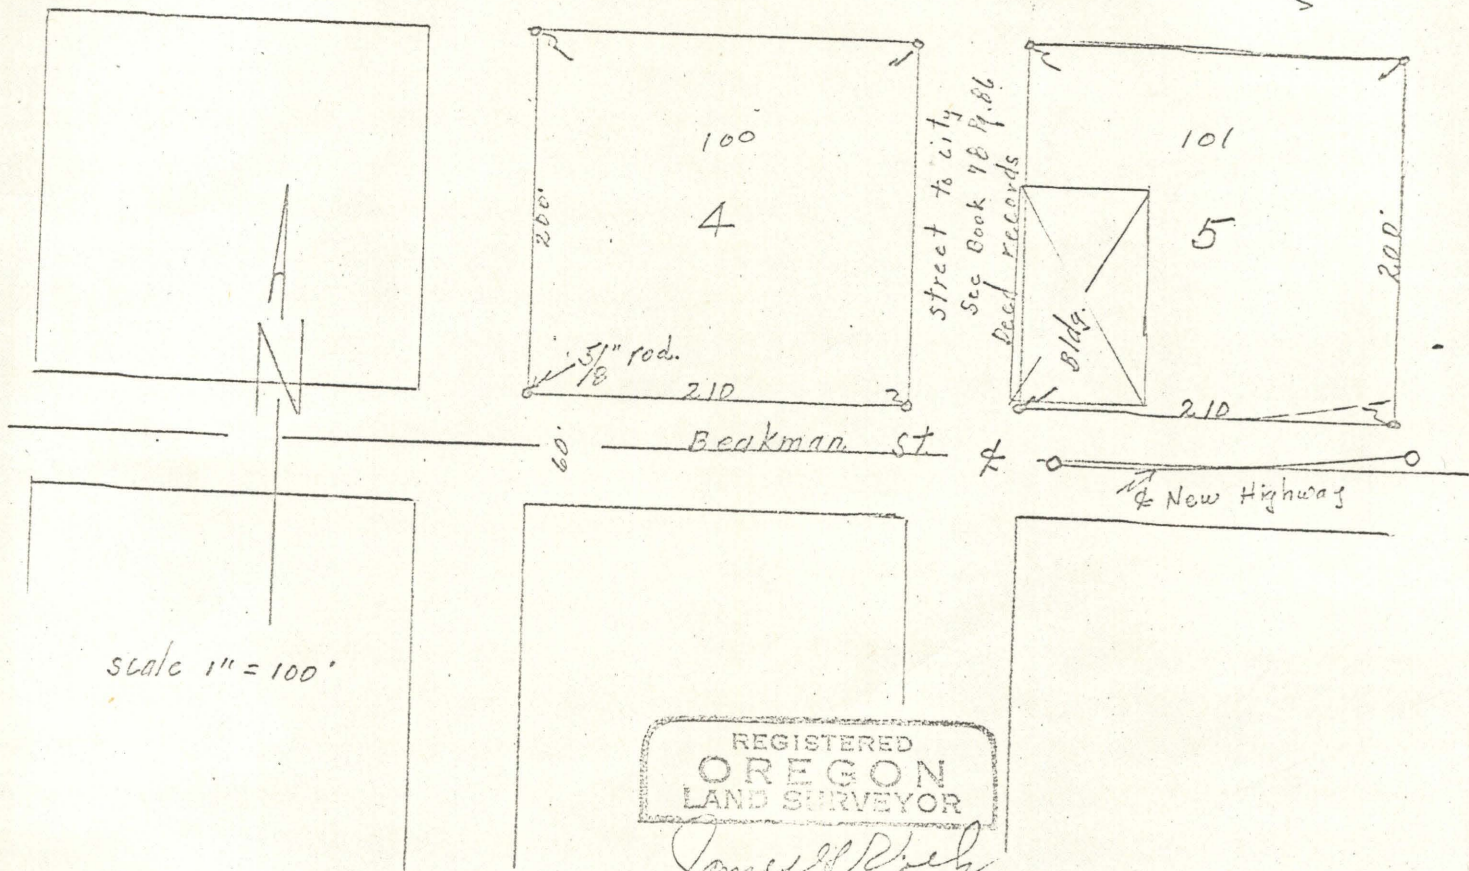 100
101
4
5
200'
street to city
See Book 78 Pg. 86
Deed records
200'
Bldg.
5/8" rod.
210
210
Beakman St.
60'
℄
℄ New Highway
N
scale 1" = 100'
REGISTERED
OREGON
LAND SURVEYOR